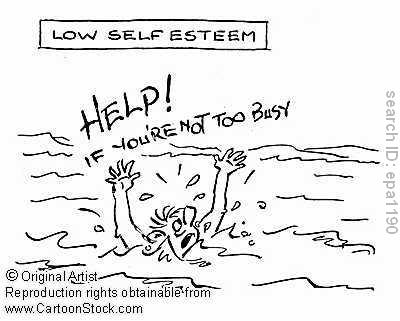 LOW SELF ESTEEM
HELP!
IF YOU'RE NOT TOO BUSY
search ID: epa1190
© Original Artist
Reproduction rights obtainable from
www.CartoonStock.com